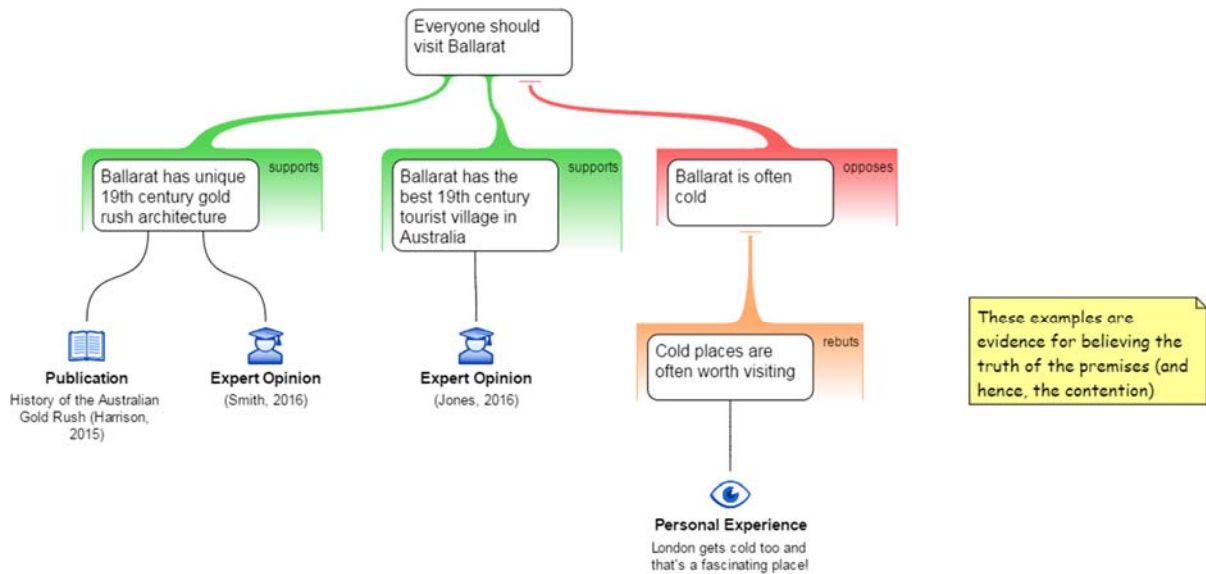 Everyone should
visit Ballarat
supports
Ballarat has unique
19th century gold
rush architecture
supports
Ballarat has the
best 19th century
tourist village in
Australia
opposes
Ballarat is often
cold
Publication
History of the Australian
Gold Rush (Harrison,
2015)
Expert Opinion
(Smith, 2016)
Expert Opinion
(Jones, 2016)
rebuts
Cold places are
often worth visiting
Personal Experience
London gets cold too and
that's a fascinating place!
These examples are
evidence for believing the
truth of the premises (and
hence, the contention)